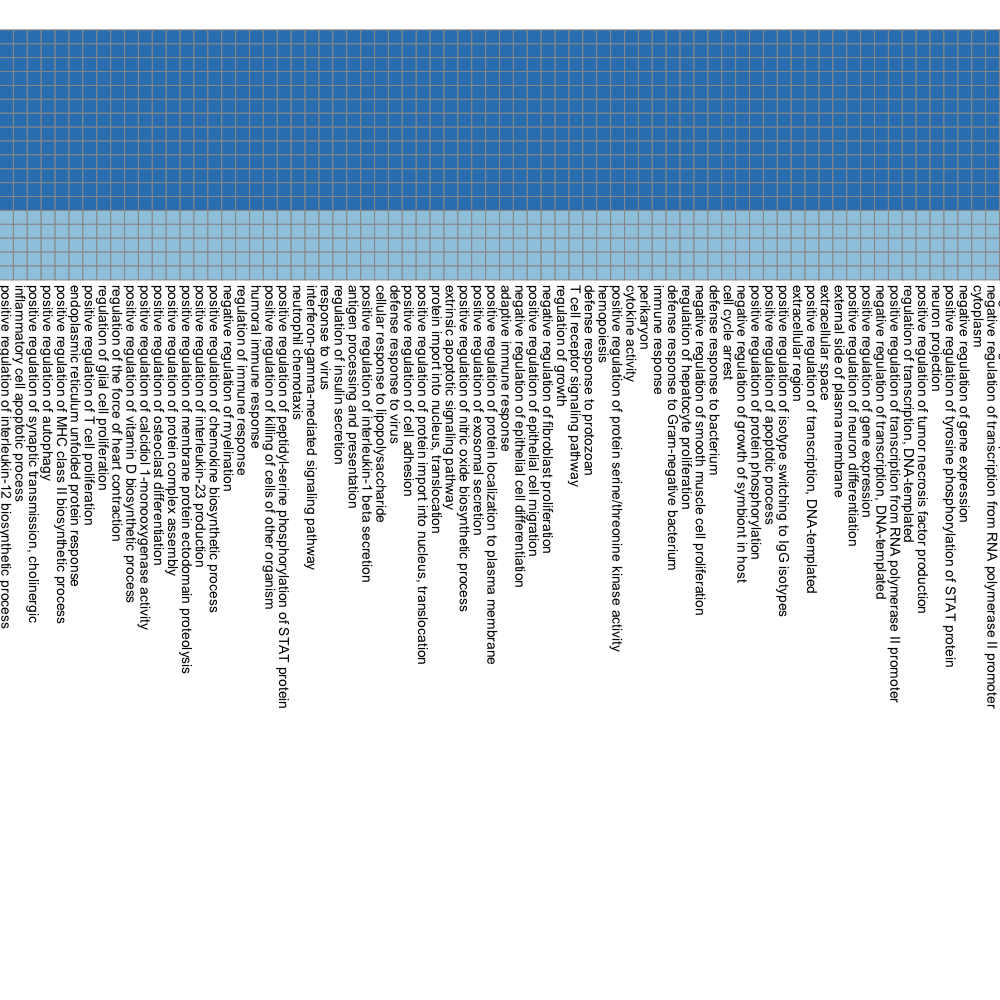 positive regulation of interleukin-12 biosynthetic process
inflammatory cell apoptotic process
positive regulation of synaptic transmission, cholinergic
positive regulation of autophagy
positive regulation of MHC class II biosynthetic process
endoplasmic reticulum unfolded protein response
positive regulation of T cell proliferation
regulation of glial cell proliferation
regulation of the force of heart contraction
positive regulation of vitamin D biosynthetic process
positive regulation of calcidiol 1-monooxygenase activity
positive regulation of osteoclast differentiation
positive regulation of protein complex assembly
positive regulation of membrane protein ectodomain proteolysis
positive regulation of interleukin-23 production
positive regulation of chemokine biosynthetic process
negative regulation of myelination
regulation of immune response
humoral immune response
positive regulation of killing of cells of other organism
positive regulation of peptidyl-serine phosphorylation of STAT protein
neutrophil chemotaxis
interferon-gamma-mediated signaling pathway
response to virus
regulation of insulin secretion
antigen processing and presentation
positive regulation of interleukin-1 beta secretion
cellular response to lipopolysaccharide
defense response to virus
positive regulation of cell adhesion
positive regulation of protein import into nucleus, translocation
protein import into nucleus, translocation
extrinsic apoptotic signaling pathway
positive regulation of nitric oxide biosynthetic process
positive regulation of exosomal secretion
positive regulation of protein localization to plasma membrane
adaptive immune response
negative regulation of epithelial cell differentiation
positive regulation of epithelial cell migration
negative regulation of fibroblast proliferation
regulation of growth
T cell receptor signaling pathway
defense response to protozoan
hemopoiesis
positive regulation of protein serine/threonine kinase activity
cytokine activity
perikaryon
immune response
defense response to Gram-negative bacterium
regulation of hepatocyte proliferation
negative regulation of smooth muscle cell proliferation
defense response to bacterium
cell cycle arrest
negative regulation of growth of symbiont in host
positive regulation of protein phosphorylation
positive regulation of apoptotic process
positive regulation of isotype switching to IgG isotypes
extracellular region
positive regulation of transcription, DNA-templated
extracellular space
external side of plasma membrane
positive regulation of neuron differentiation
positive regulation of gene expression
negative regulation of transcription, DNA-templated
positive regulation of transcription from RNA polymerase II promoter
regulation of transcription, DNA-templated
positive regulation of tumor necrosis factor production
neuron projection
positive regulation of tyrosine phosphorylation of STAT protein
negative regulation of gene expression
cytoplasm
negative regulation of transcription from RNA polymerase II promoter